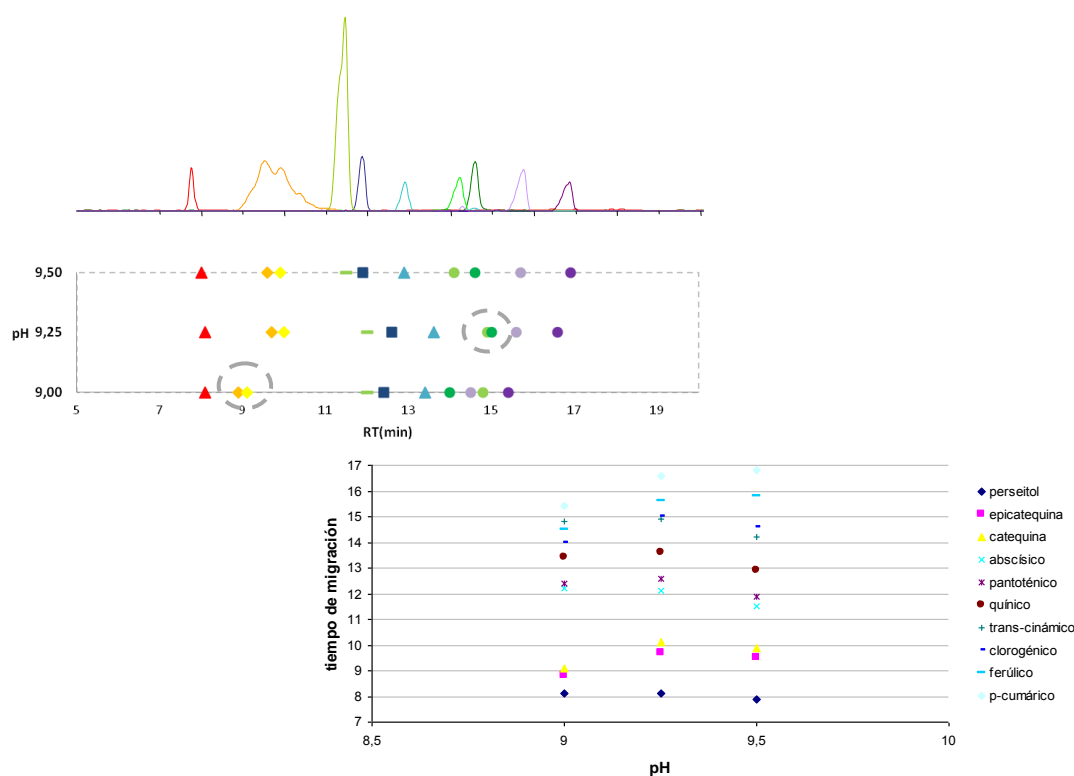 9,50
pH 9,25
9,00
5 7 9 11 13 15 17 19
RT(min)
17
16
15
14
13
12
11
10
9
8
7
tiempo de migración
8,5 9 9,5 10
pH
perseitol
epicatequina
catequina
abscísico
pantoténico
quínico
trans-cinámico
clorogénico
ferúlico
p-cumárico